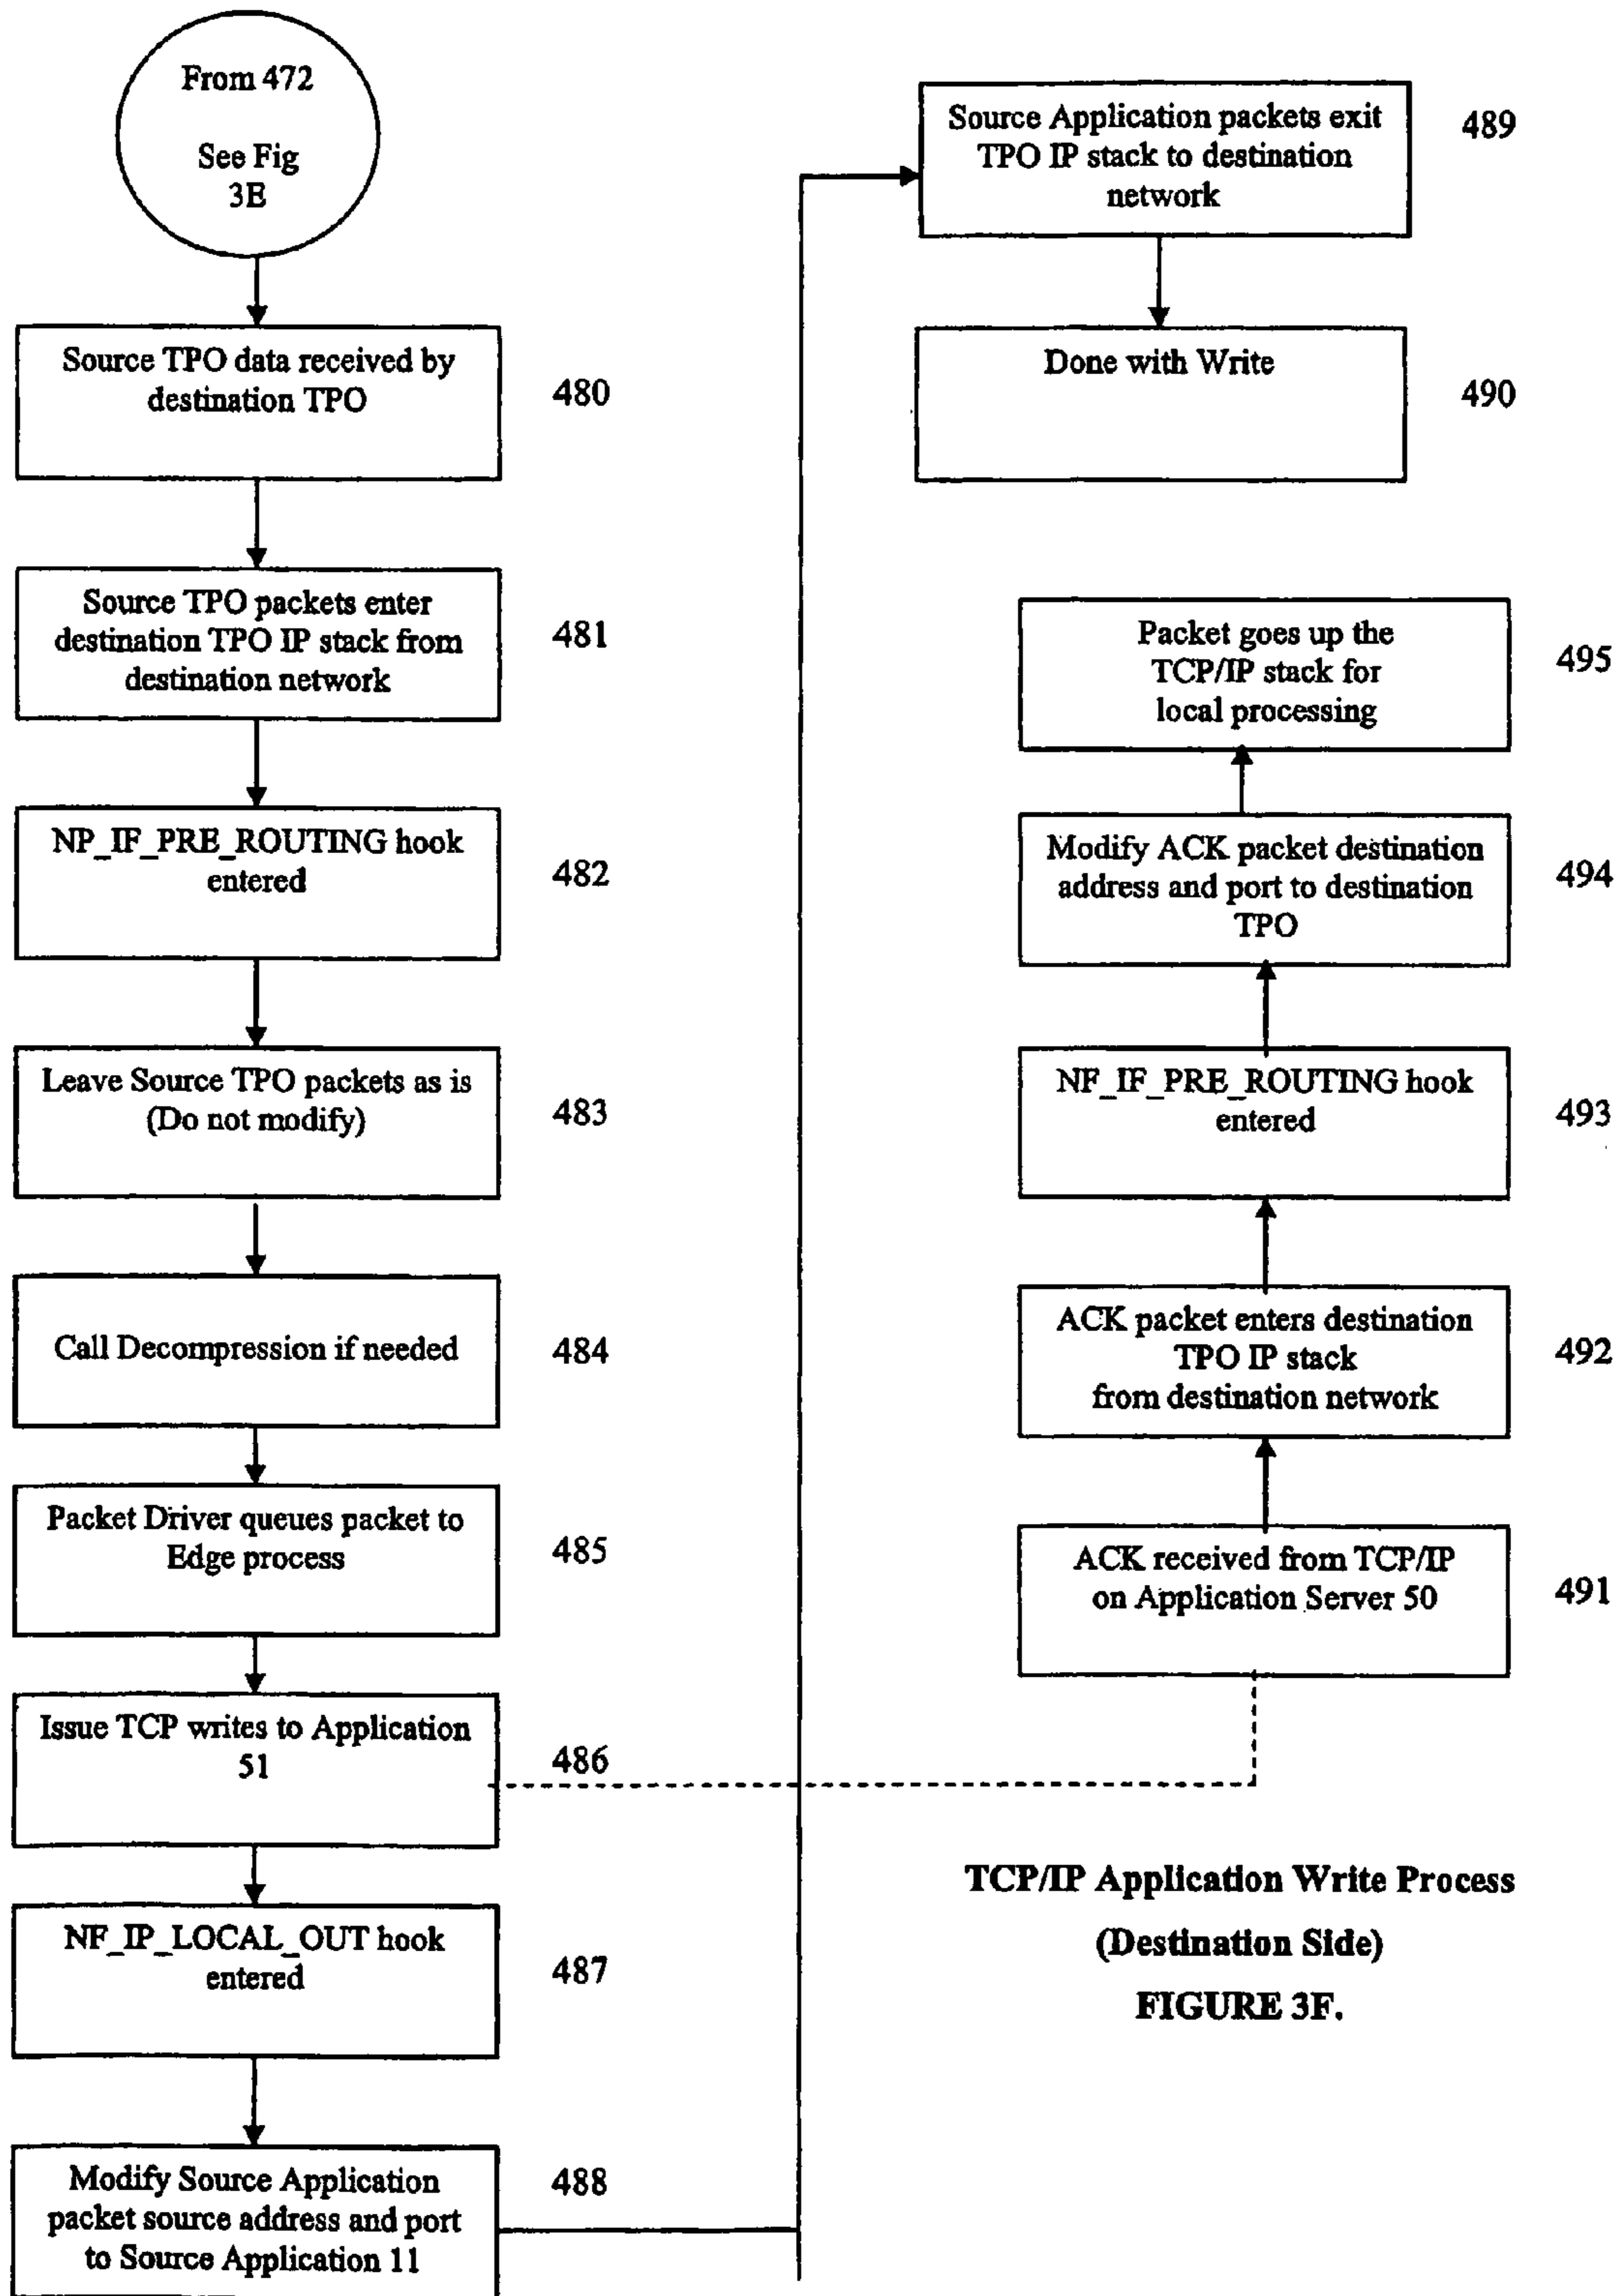 From 472
See Fig
3E
Source TPO data received by
destination TPO
480
Source TPO packets enter
destination TPO IP stack from
destination network
481
NP_IF_PRE_ROUTING hook
entered
482
Leave Source TPO packets as is
(Do not modify)
483
Call Decompression if needed
484
Packet Driver queues packet to
Edge process
485
Issue TCP writes to Application
51
486
NF_IP_LOCAL_OUT hook
entered
487
Modify Source Application
packet source address and port
to Source Application 11
488
Source Application packets exit
TPO IP stack to destination
network
489
Done with Write
490
Packet goes up the
TCP/IP stack for
local processing
495
Modify ACK packet destination
address and port to destination
TPO
494
NF_IF_PRE_ROUTING hook
entered
493
ACK packet enters destination
TPO IP stack
from destination network
492
ACK received from TCP/IP
on Application Server 50
491
TCP/IP Application Write Process
(Destination Side)
FIGURE 3F.